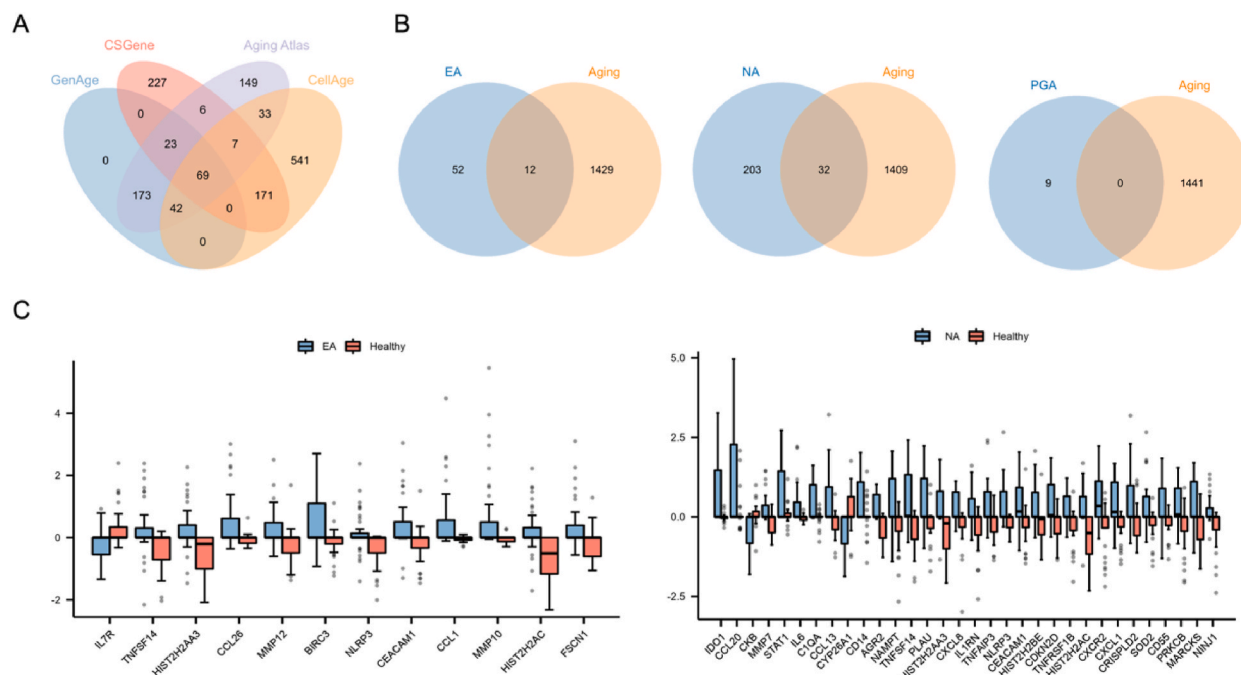 A
B
CSGene
Aging Atlas
GenAge
CellAge
227
149
0
6
33
0
23
7
541
69
173
42
0
171
0
EA
Aging
52
12
1429
NA
Aging
203
32
1409
PGA
Aging
9
0
1441
C
EA
Healthy
4
2
0
-2
IL7R
TNFSF14
HIST2H2AA3
CCL26
MMP12
BIRC3
NLRP3
CEACAM1
CCL1
MMP10
HIST2H2AC
FSCN1
NA
Healthy
5.0
2.5
0.0
-2.5
IDO1
CCL20
CKB
MMP7
STAT1
IL6
C1QA
CCL13
CYP26A1
CD14
AGR2
NAMPT
TNFSF14
PLAU
HIST2H2AA3
CXCL8
IL1RN
TNFAIP3
NLRP3
CEACAM1
HIST2H2BE
CDKN2D
TNFRSF1B
HIST2H2AC
CXCR2
CXCL1
CRISPLD2
SOD2
CD55
PRKCB
MARCKS
NINJ1